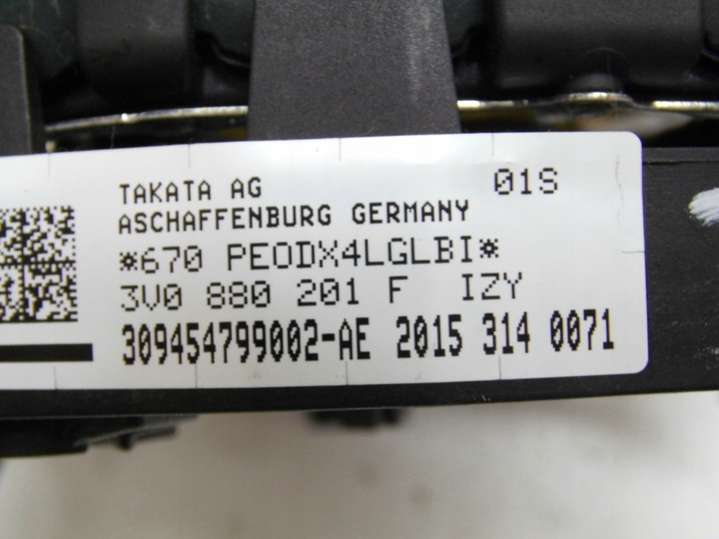 TAKATA AG 01S
ASCHAFFENBURG GERMANY
*670 PEODX4LGLBI*
3V0 880 201 F IZY
309454799002-AE 2015 314 0071